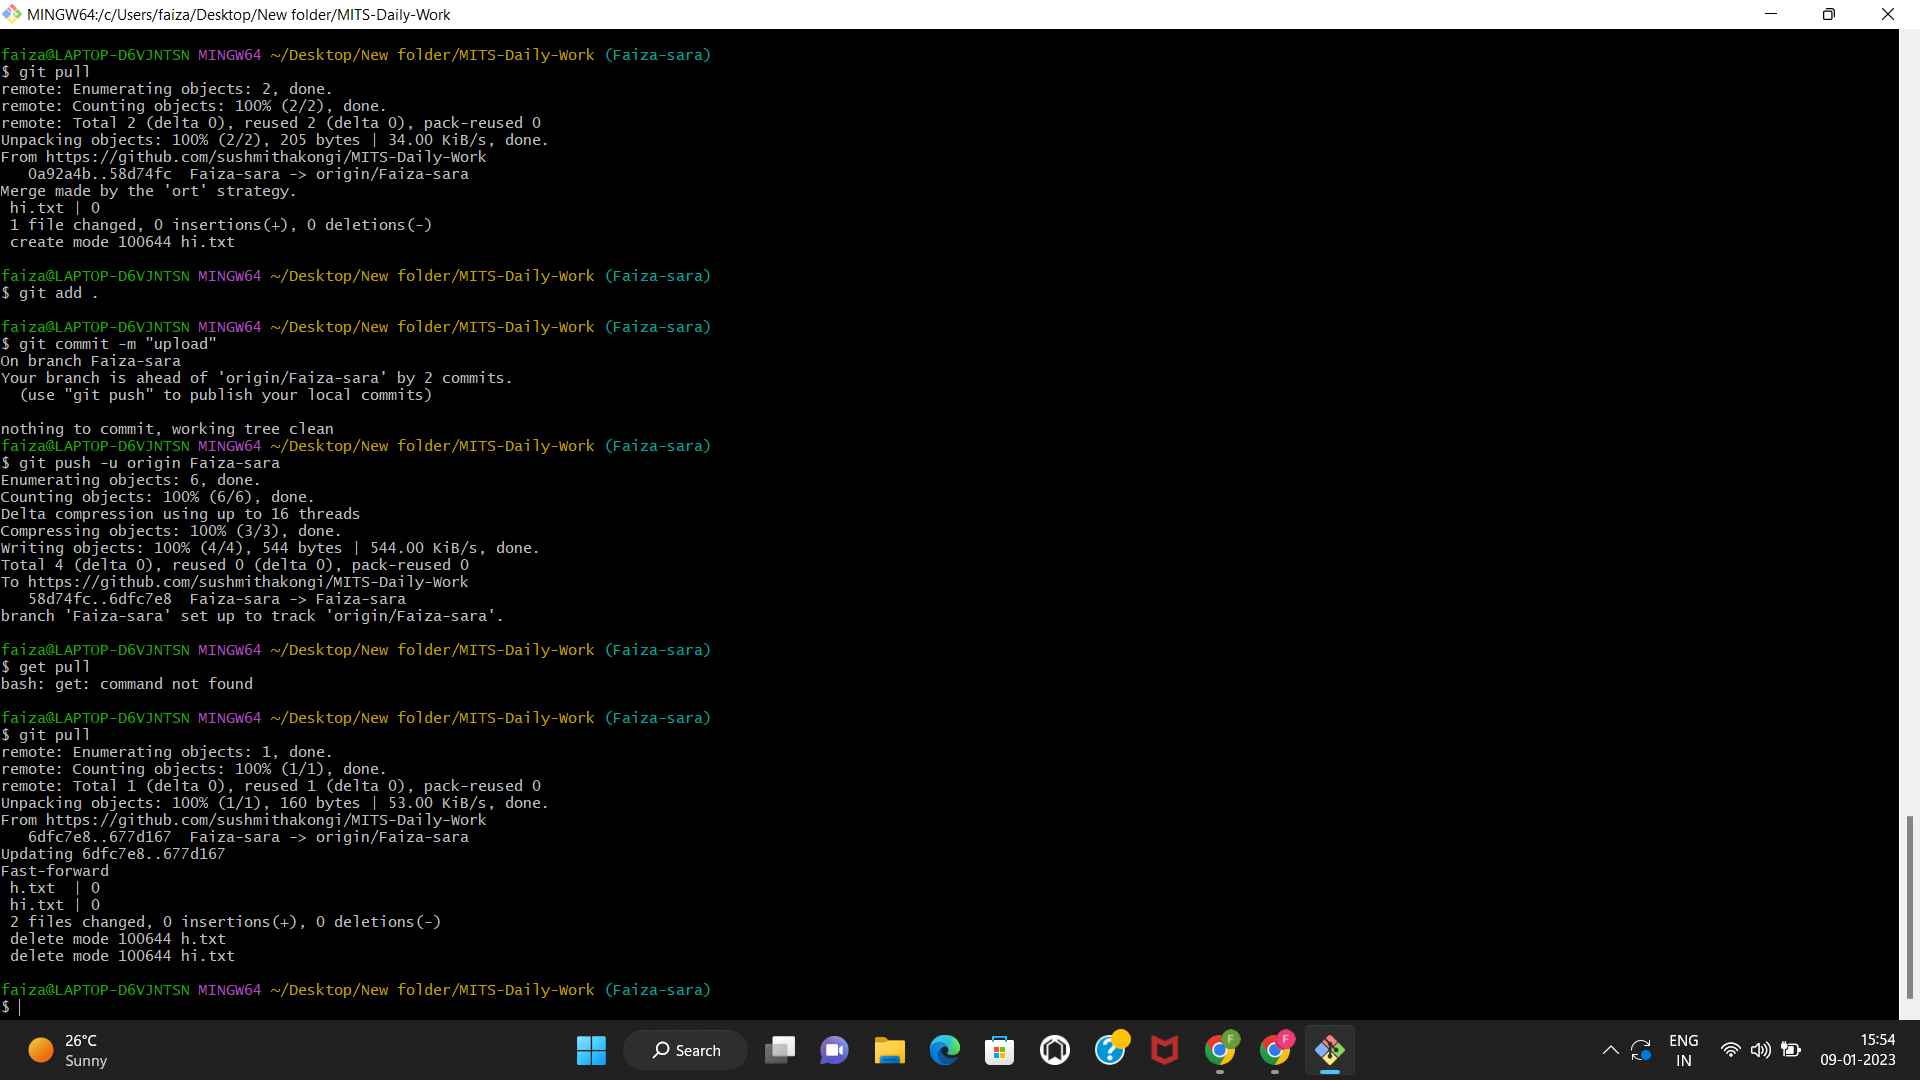 MINGW64:/c/Users/faiza/Desktop/New folder/MITS-Daily-Work
faiza@LAPTOP-D6VJNTSN MINGW64 ~/Desktop/New folder/MITS-Daily-Work (Faiza-sara)
$ git pull
remote: Enumerating objects: 2, done.
remote: Counting objects: 100% (2/2), done.
remote: Total 2 (delta 0), reused 2 (delta 0), pack-reused 0
Unpacking objects: 100% (2/2), 205 bytes | 34.00 KiB/s, done.
From https://github.com/sushmithakongi/MITS-Daily-Work
   0a92a4b..58d74fc  Faiza-sara -> origin/Faiza-sara
Merge made by the 'ort' strategy.
 hi.txt | 0
 1 file changed, 0 insertions(+), 0 deletions(-)
 create mode 100644 hi.txt
faiza@LAPTOP-D6VJNTSN MINGW64 ~/Desktop/New folder/MITS-Daily-Work (Faiza-sara)
$ git add .
faiza@LAPTOP-D6VJNTSN MINGW64 ~/Desktop/New folder/MITS-Daily-Work (Faiza-sara)
$ git commit -m "upload"
On branch Faiza-sara
Your branch is ahead of 'origin/Faiza-sara' by 2 commits.
  (use "git push" to publish your local commits)
nothing to commit, working tree clean
faiza@LAPTOP-D6VJNTSN MINGW64 ~/Desktop/New folder/MITS-Daily-Work (Faiza-sara)
$ git push -u origin Faiza-sara
Enumerating objects: 6, done.
Counting objects: 100% (6/6), done.
Delta compression using up to 16 threads
Compressing objects: 100% (3/3), done.
Writing objects: 100% (4/4), 544 bytes | 544.00 KiB/s, done.
Total 4 (delta 0), reused 0 (delta 0), pack-reused 0
To https://github.com/sushmithakongi/MITS-Daily-Work
   58d74fc..6dfc7e8  Faiza-sara -> Faiza-sara
branch 'Faiza-sara' set up to track 'origin/Faiza-sara'.
faiza@LAPTOP-D6VJNTSN MINGW64 ~/Desktop/New folder/MITS-Daily-Work (Faiza-sara)
$ get pull
bash: get: command not found
faiza@LAPTOP-D6VJNTSN MINGW64 ~/Desktop/New folder/MITS-Daily-Work (Faiza-sara)
$ git pull
remote: Enumerating objects: 1, done.
remote: Counting objects: 100% (1/1), done.
remote: Total 1 (delta 0), reused 1 (delta 0), pack-reused 0
Unpacking objects: 100% (1/1), 160 bytes | 53.00 KiB/s, done.
From https://github.com/sushmithakongi/MITS-Daily-Work
   6dfc7e8..677d167  Faiza-sara -> origin/Faiza-sara
Updating 6dfc7e8..677d167
Fast-forward
 h.txt  | 0
 hi.txt | 0
 2 files changed, 0 insertions(+), 0 deletions(-)
 delete mode 100644 h.txt
 delete mode 100644 hi.txt
faiza@LAPTOP-D6VJNTSN MINGW64 ~/Desktop/New folder/MITS-Daily-Work (Faiza-sara)
$
26°C
Sunny
Search
F
F
ENG
IN
15:54
09-01-2023